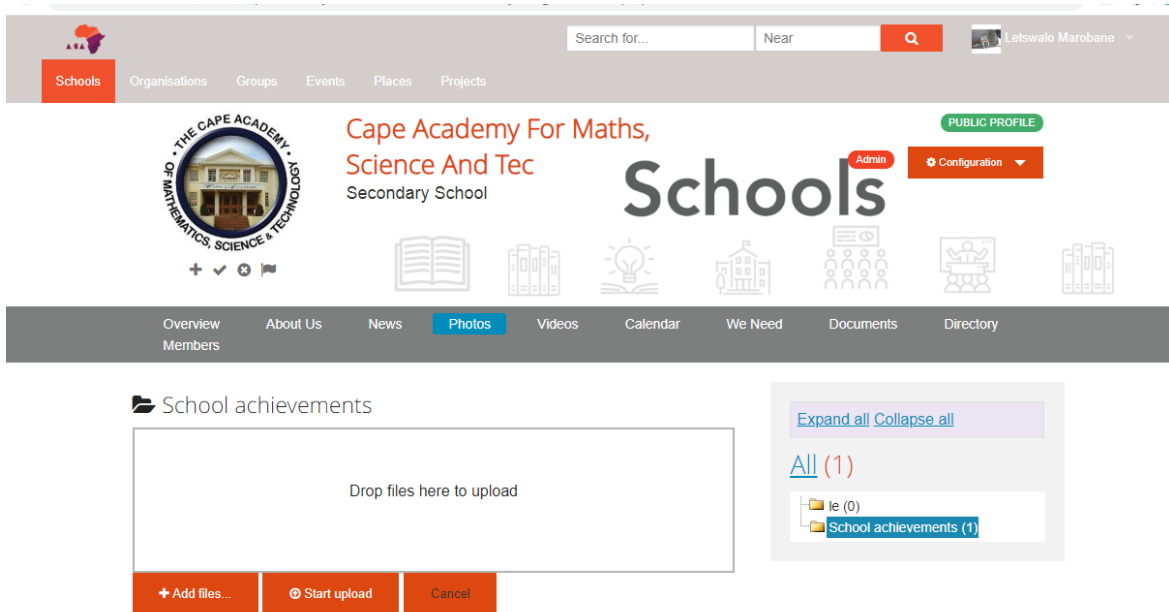 ASA
Search for...
Near
Letswalo Marobane
Schools
Organisations
Groups
Events
Places
Projects
THE CAPE ACADEMY OF MATHEMATICS, SCIENCE & TECHNOLOGY
Cape Academy For Maths,
Science And Tec
Secondary School
Schools
Admin
PUBLIC PROFILE
Configuration
Overview
About Us
News
Photos
Videos
Calendar
We Need
Documents
Directory
Members
School achievements
Drop files here to upload
Add files...
Start upload
Cancel
Expand all Collapse all
All (1)
le (0)
School achievements (1)